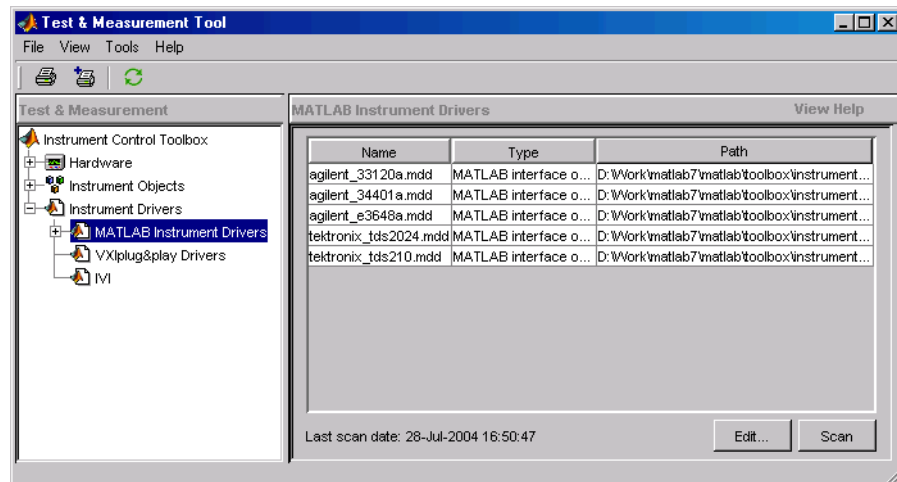 Test & Measurement Tool
File View Tools Help
Test & Measurement
Instrument Control Toolbox
Hardware
Instrument Objects
Instrument Drivers
MATLAB Instrument Drivers
VXIplug&play Drivers
IVI
MATLAB Instrument Drivers View Help
Name Type Path
agilent_33120a.mdd MATLAB interface o... D:\Work\matlab7\matlab\toolbox\instrument...
agilent_34401a.mdd MATLAB interface o... D:\Work\matlab7\matlab\toolbox\instrument...
agilent_e3648a.mdd MATLAB interface o... D:\Work\matlab7\matlab\toolbox\instrument...
tektronix_tds2024.mdd MATLAB interface o... D:\Work\matlab7\matlab\toolbox\instrument...
tektronix_tds210.mdd MATLAB interface o... D:\Work\matlab7\matlab\toolbox\instrument...
Last scan date: 28-Jul-2004 16:50:47 Edit... Scan